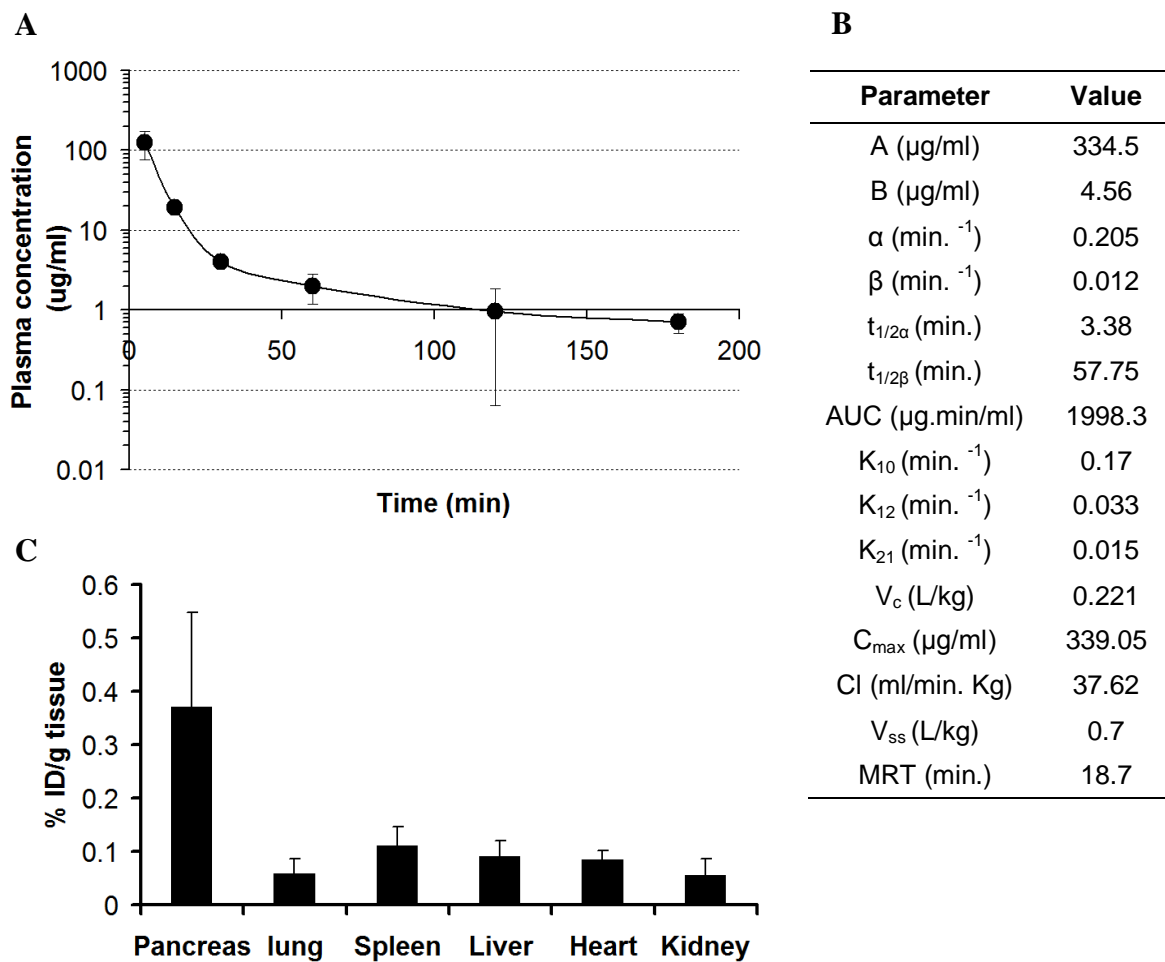 A
1000
100
10
1
0.1
0.01
0
50
100
150
200
Plasma concentration
(ug/ml)
Time (min)
B
Parameter Value
A (µg/ml) 334.5
B (µg/ml) 4.56
α (min. -1) 0.205
β (min. -1) 0.012
t1/2α (min.) 3.38
t1/2β (min.) 57.75
AUC (µg.min/ml) 1998.3
K10 (min. -1) 0.17
K12 (min. -1) 0.033
K21 (min. -1) 0.015
Vc (L/kg) 0.221
Cmax (µg/ml) 339.05
Cl (ml/min. Kg) 37.62
Vss (L/kg) 0.7
MRT (min.) 18.7
C
0.6
0.5
0.4
0.3
0.2
0.1
0
% ID/g tissue
Pancreas lung Spleen Liver Heart Kidney